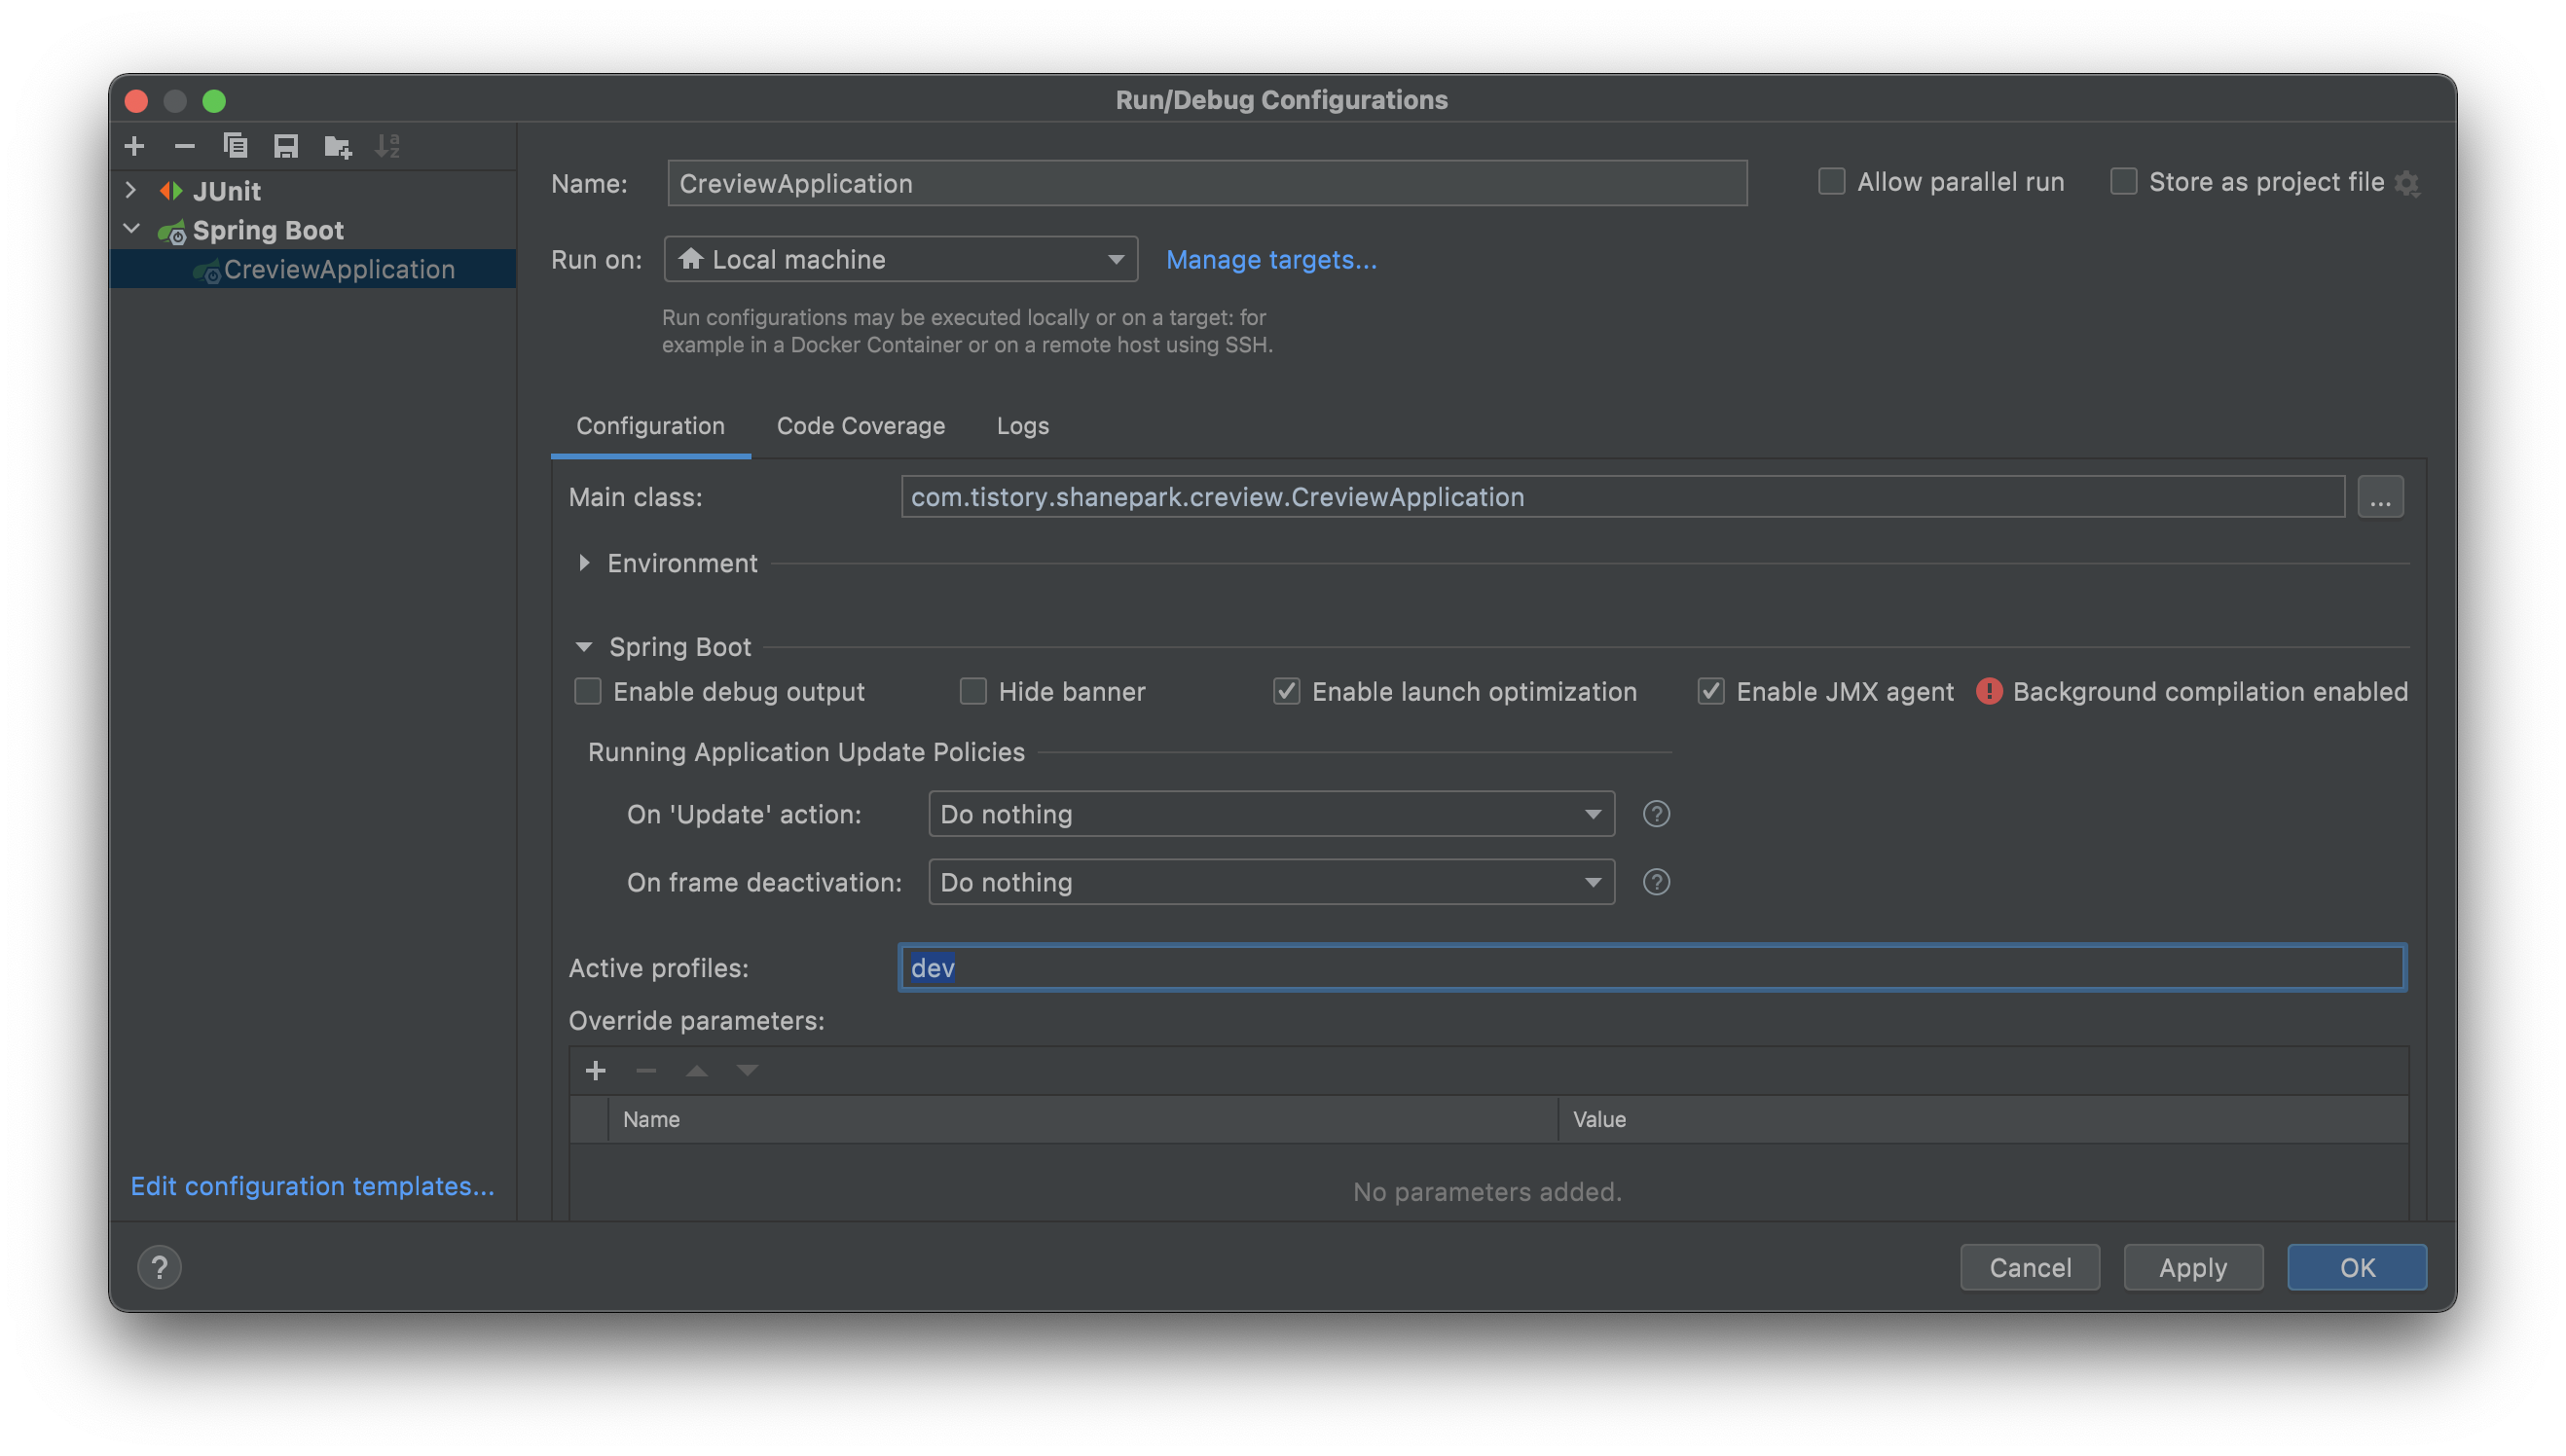 Run/Debug Configurations
JUnit
Spring Boot
CreviewApplication
Edit configuration templates...
Name: CreviewApplication
Allow parallel run
Store as project file
Run on: Local machine
Manage targets...
Run configurations may be executed locally or on a target: for
example in a Docker Container or on a remote host using SSH.
Configuration Code Coverage Logs
Main class: com.tistory.shanepark.creview.CreviewApplication ...
Environment
Spring Boot
Enable debug output Hide banner Enable launch optimization Enable JMX agent Background compilation enabled
Running Application Update Policies
On 'Update' action: Do nothing ?
On frame deactivation: Do nothing ?
Active profiles: dev
Override parameters:
Name Value
No parameters added.
? Cancel Apply OK